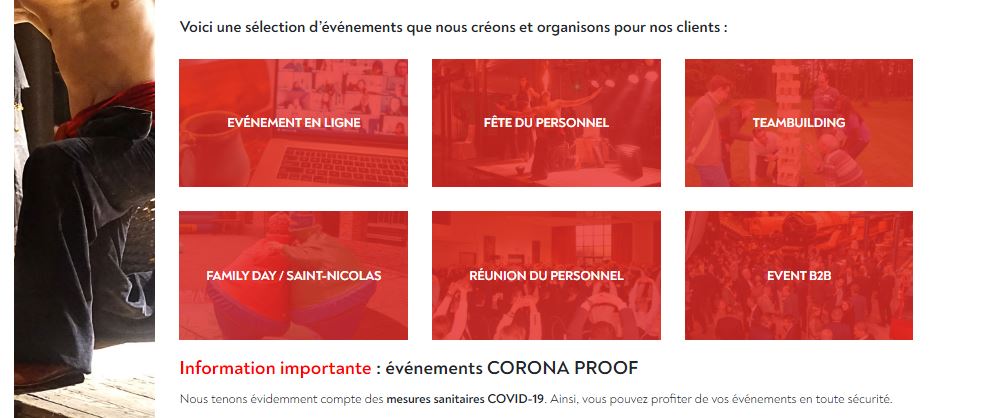 Voici une sélection d'événements que nous créons et organisons pour nos clients :
EVÉNEMENT EN LIGNE
FÊTE DU PERSONNEL
TEAMBUILDING
FAMILY DAY / SAINT-NICOLAS
RÉUNION DU PERSONNEL
EVENT B2B
Information importante : événements CORONA PROOF
Nous tenons évidemment compte des mesures sanitaires COVID-19. Ainsi, vous pouvez profiter de vos événements en toute sécurité.